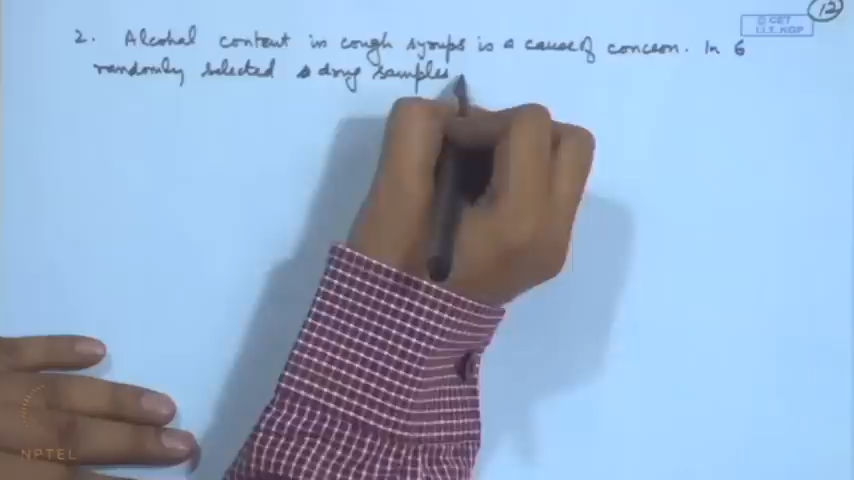 12
© CET
I.I.T. KGP
2. Alcohal content in cough syrups is a cause of concern. In 6
randomly selected drug samples
NPTEL